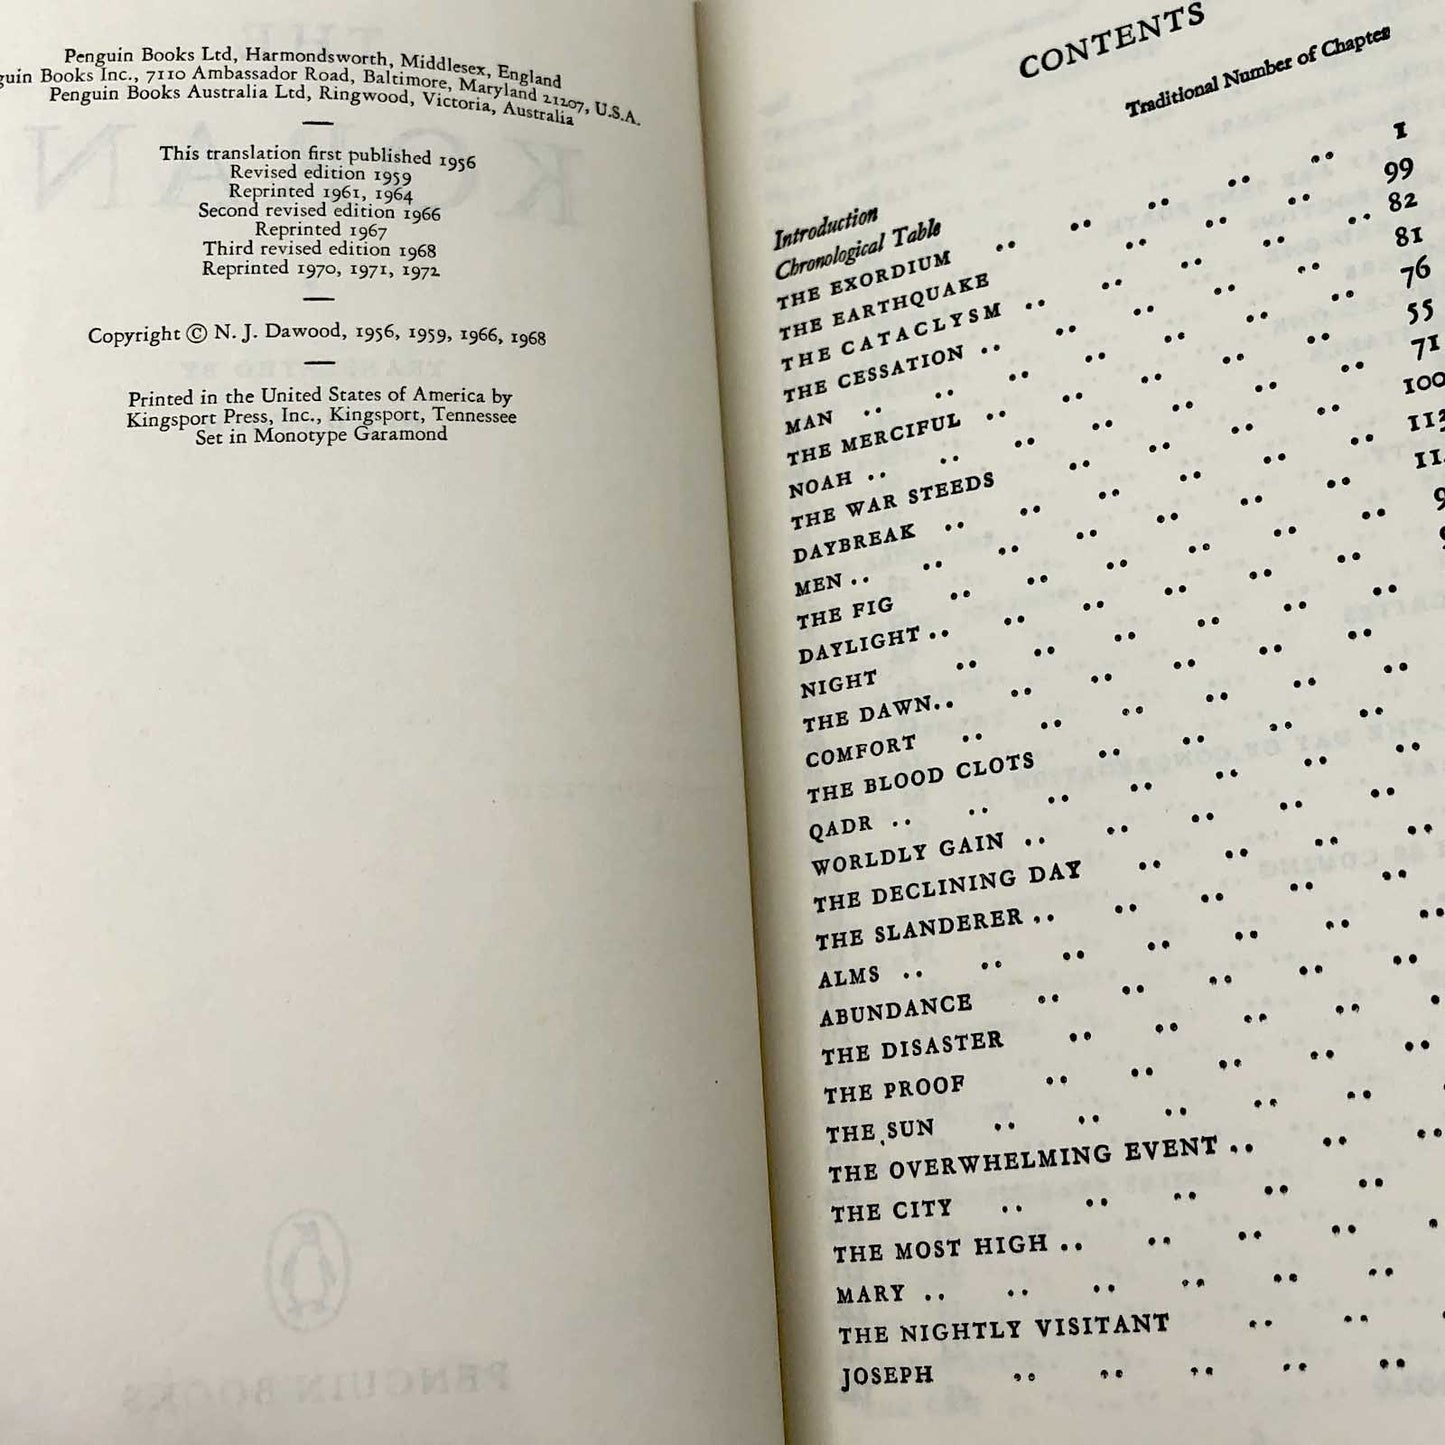 Penguin Books Ltd, Harmondsworth, Middlesex, England
guin Books Inc., 7110 Ambassador Road, Baltimore, Maryland 21207, U.S.A.
Penguin Books Australia Ltd, Ringwood, Victoria, Australia
This translation first published 1956
Revised edition 1959
Reprinted 1961, 1964
Second revised edition 1966
Reprinted 1967
Third revised edition 1968
Reprinted 1970, 1971, 1972
Copyright © N. J. Dawood, 1956, 1959, 1966, 1968
Printed in the United States of America by
Kingsport Press, Inc., Kingsport, Tennessee
Set in Monotype Garamond
PENGUIN BOOKS
CONTENTS
Traditional Number of Chapter
Introduction
Chronological Table
THE EXORDIUM .. .. .. .. .. 1
THE EARTHQUAKE .. .. .. 99
THE CATACLYSM .. .. .. .. .. 82
THE CESSATION .. .. .. .. .. 81
MAN .. .. .. .. .. .. 76
THE MERCIFUL .. .. .. .. .. 55
NOAH .. .. .. .. .. .. 71
THE WAR STEEDS .. .. .. .. 100
DAYBREAK .. .. .. .. .. .. 113
MEN .. .. .. .. .. .. 11
THE FIG .. .. .. .. .. .. 9
DAYLIGHT .. .. .. .. .. ..
NIGHT .. .. .. .. .. ..
THE DAWN .. .. .. .. .. ..
COMFORT .. .. .. .. .. ..
THE BLOOD CLOTS .. .. .. ..
QADR .. .. .. .. .. .. ..
WORLDLY GAIN .. .. .. .. ..
THE DECLINING DAY .. .. .. ..
THE SLANDERER .. .. .. .. ..
ALMS .. .. .. .. .. .. ..
ABUNDANCE .. .. .. .. ..
THE DISASTER .. .. .. .. ..
THE PROOF .. .. .. .. ..
THE SUN .. .. .. .. ..
THE OVERWHELMING EVENT .. .. ..
THE CITY .. .. .. .. ..
THE MOST HIGH .. .. .. .. ..
MARY .. .. .. .. .. ..
THE NIGHTLY VISITANT .. ..
JOSEPH .. .. .. .. ..